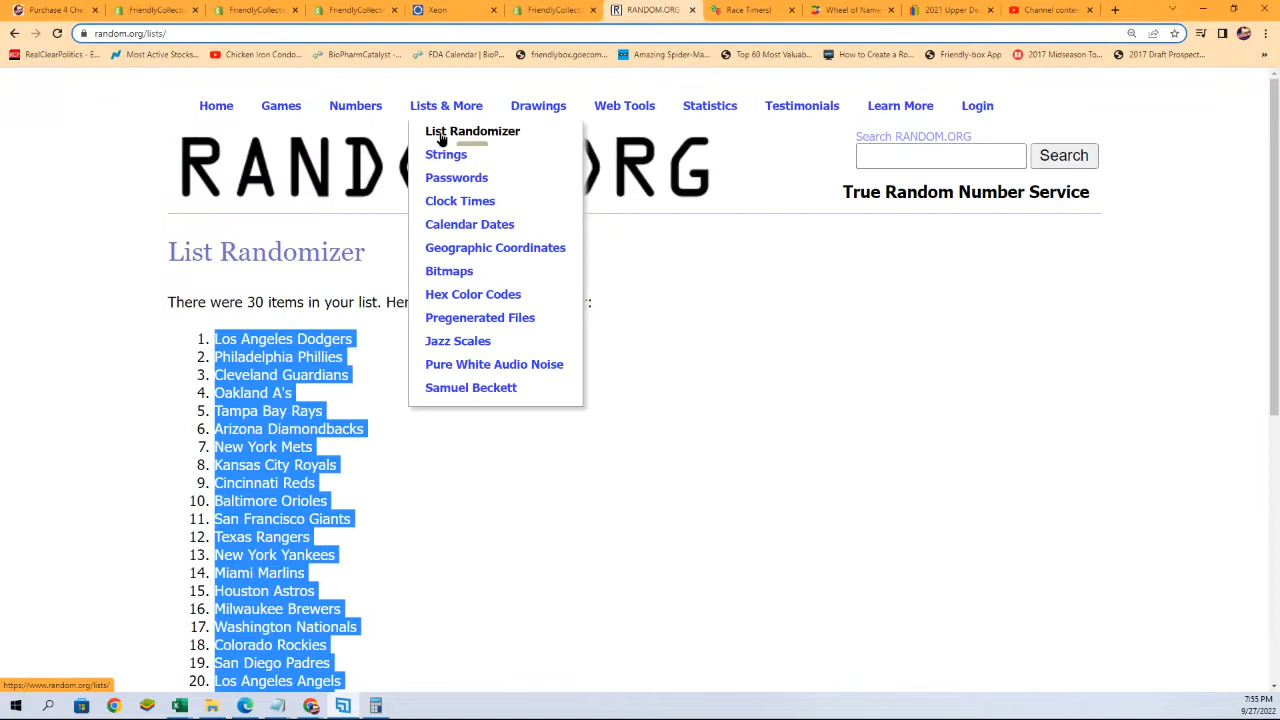 Purchase 4 Che
FriendlyCollecti
FriendlyCollecti
FriendlyCollecti
Xeon
FriendlyCollecti
RANDOM.ORG
Race Timers!
Wheel of Name
2021 Upper De
Channel conten
random.org/lists/
RealClearPolitics - E...
Most Active Stocks...
Chicken Iron Condo...
BioPharmCatalyst -...
FDA Calendar | BioP...
friendlybox.goecom...
Amazing Spider-Ma...
Top 60 Most Valuab...
How to Create a Ro...
Friendly-box App
2017 Midseason To...
2017 Draft Prospect...
Home Games Numbers Lists & More Drawings Web Tools Statistics Testimonials Learn More Login
List Randomizer
Strings
Passwords
Clock Times
Calendar Dates
Geographic Coordinates
Bitmaps
Hex Color Codes
Pregenerated Files
Jazz Scales
Pure White Audio Noise
Samuel Beckett
RAND RG
Search RANDOM.ORG
Search
True Random Number Service
List Randomizer
There were 30 items in your list. Her :
1. Los Angeles Dodgers
2. Philadelphia Phillies
3. Cleveland Guardians
4. Oakland A's
5. Tampa Bay Rays
6. Arizona Diamondbacks
7. New York Mets
8. Kansas City Royals
9. Cincinnati Reds
10. Baltimore Orioles
11. San Francisco Giants
12. Texas Rangers
13. New York Yankees
14. Miami Marlins
15. Houston Astros
16. Milwaukee Brewers
17. Washington Nationals
18. Colorado Rockies
19. San Diego Padres
20. Los Angeles Angels
https://www.random.org/lists/
7:55 PM
9/27/2022